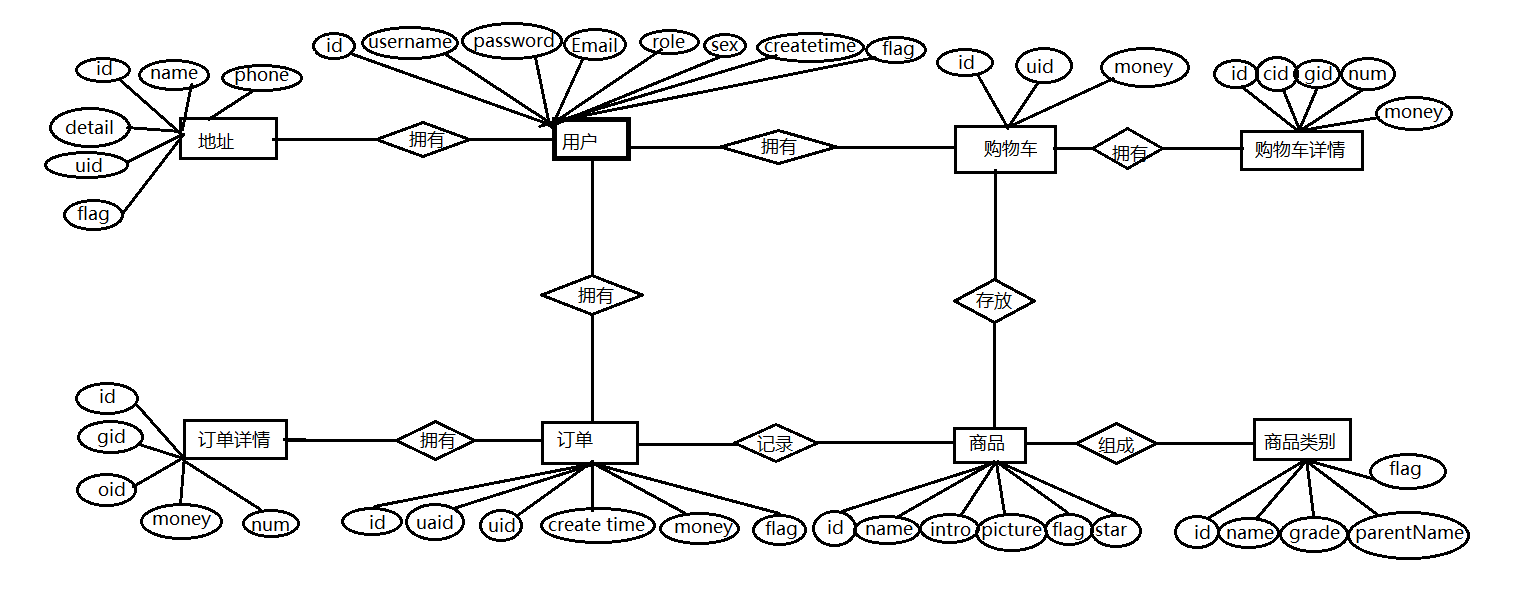 id
username
password
Email
role
sex
createtime
flag
id
name
phone
detail
uid
flag
地址
拥有
用户
拥有
id
uid
money
购物车
拥有
id
cid
gid
num
money
购物车详情
拥有
存放
id
gid
oid
money
num
订单详情
拥有
订单
记录
商品
组成
商品类别
id
uaid
uid
create time
money
flag
id
name
intro
picture
flag
star
flag
id
name
grade
parentName